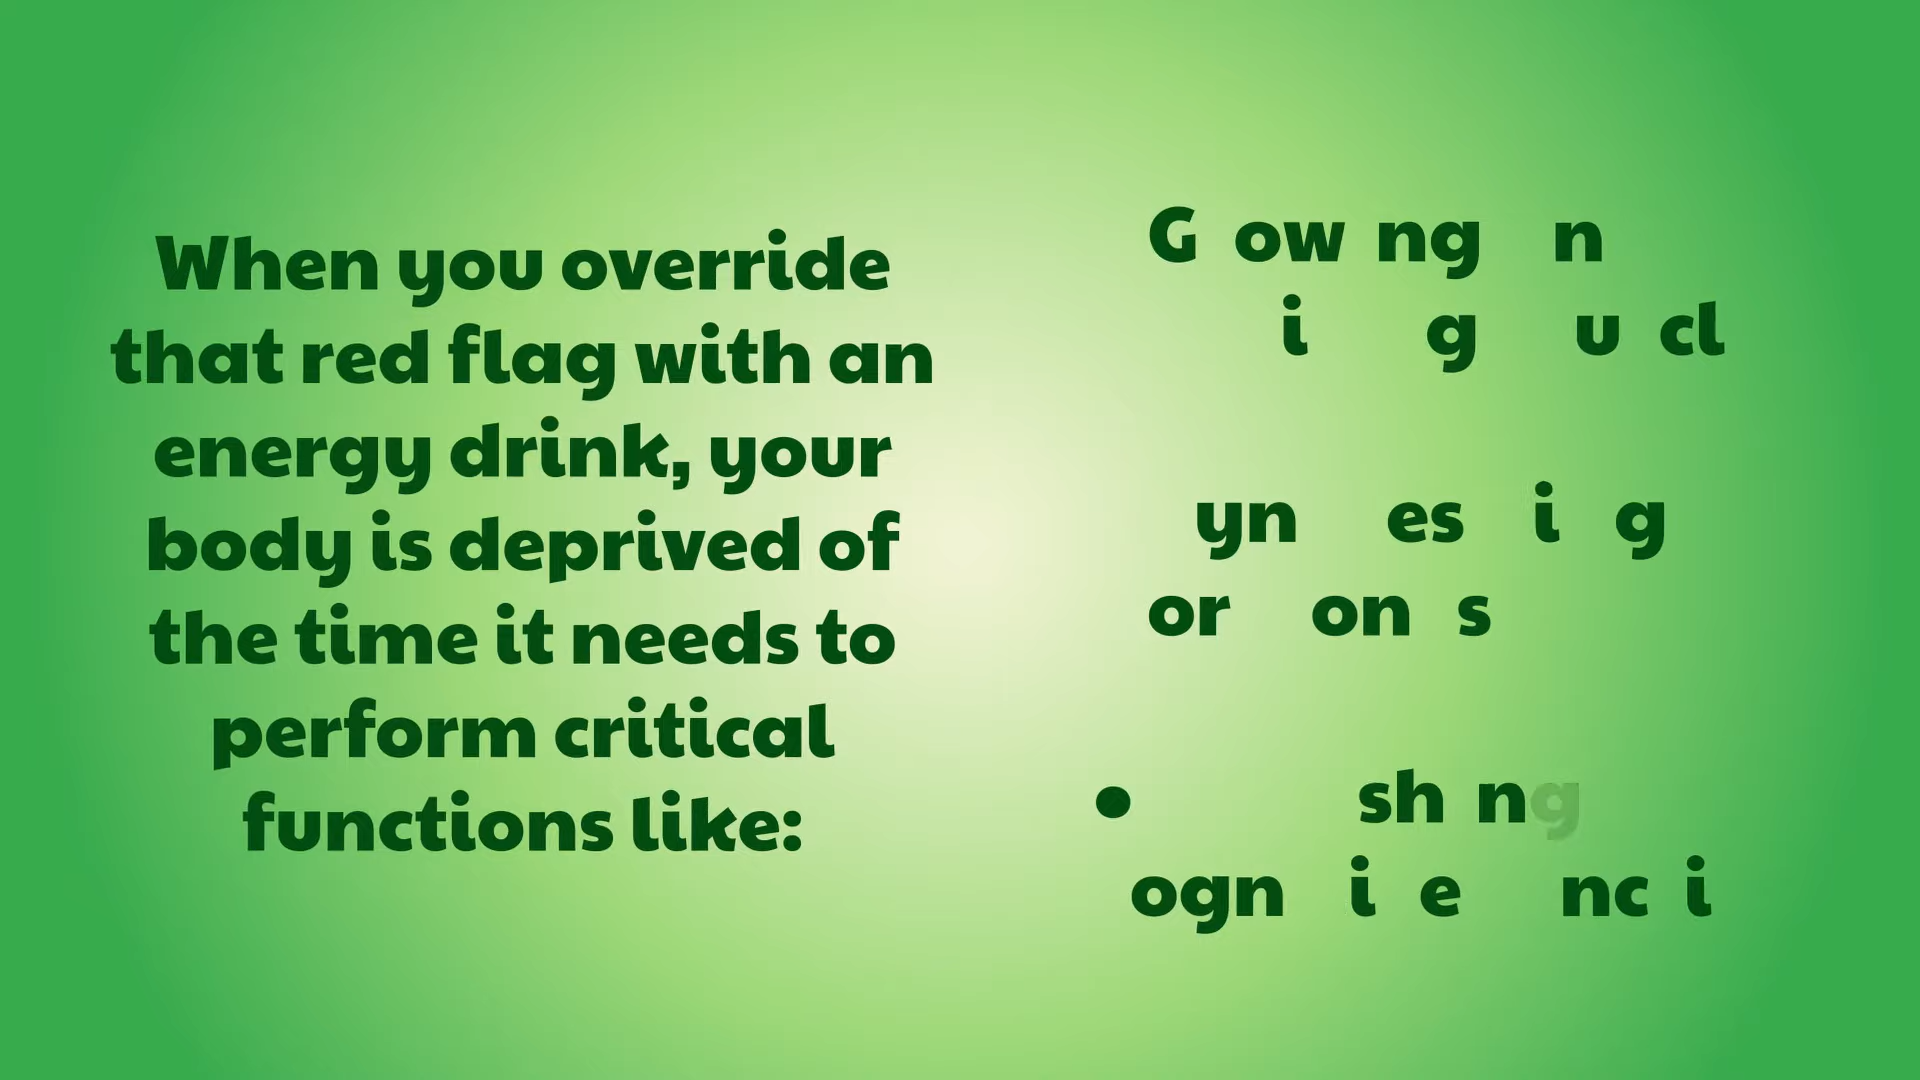 When you override
that red flag with an
energy drink, your
body is deprived of
the time it needs to
perform critical
functions like:
G ow ng n
i g u cl
yn es i g
or on s
• sh ng
ogn i e nc i